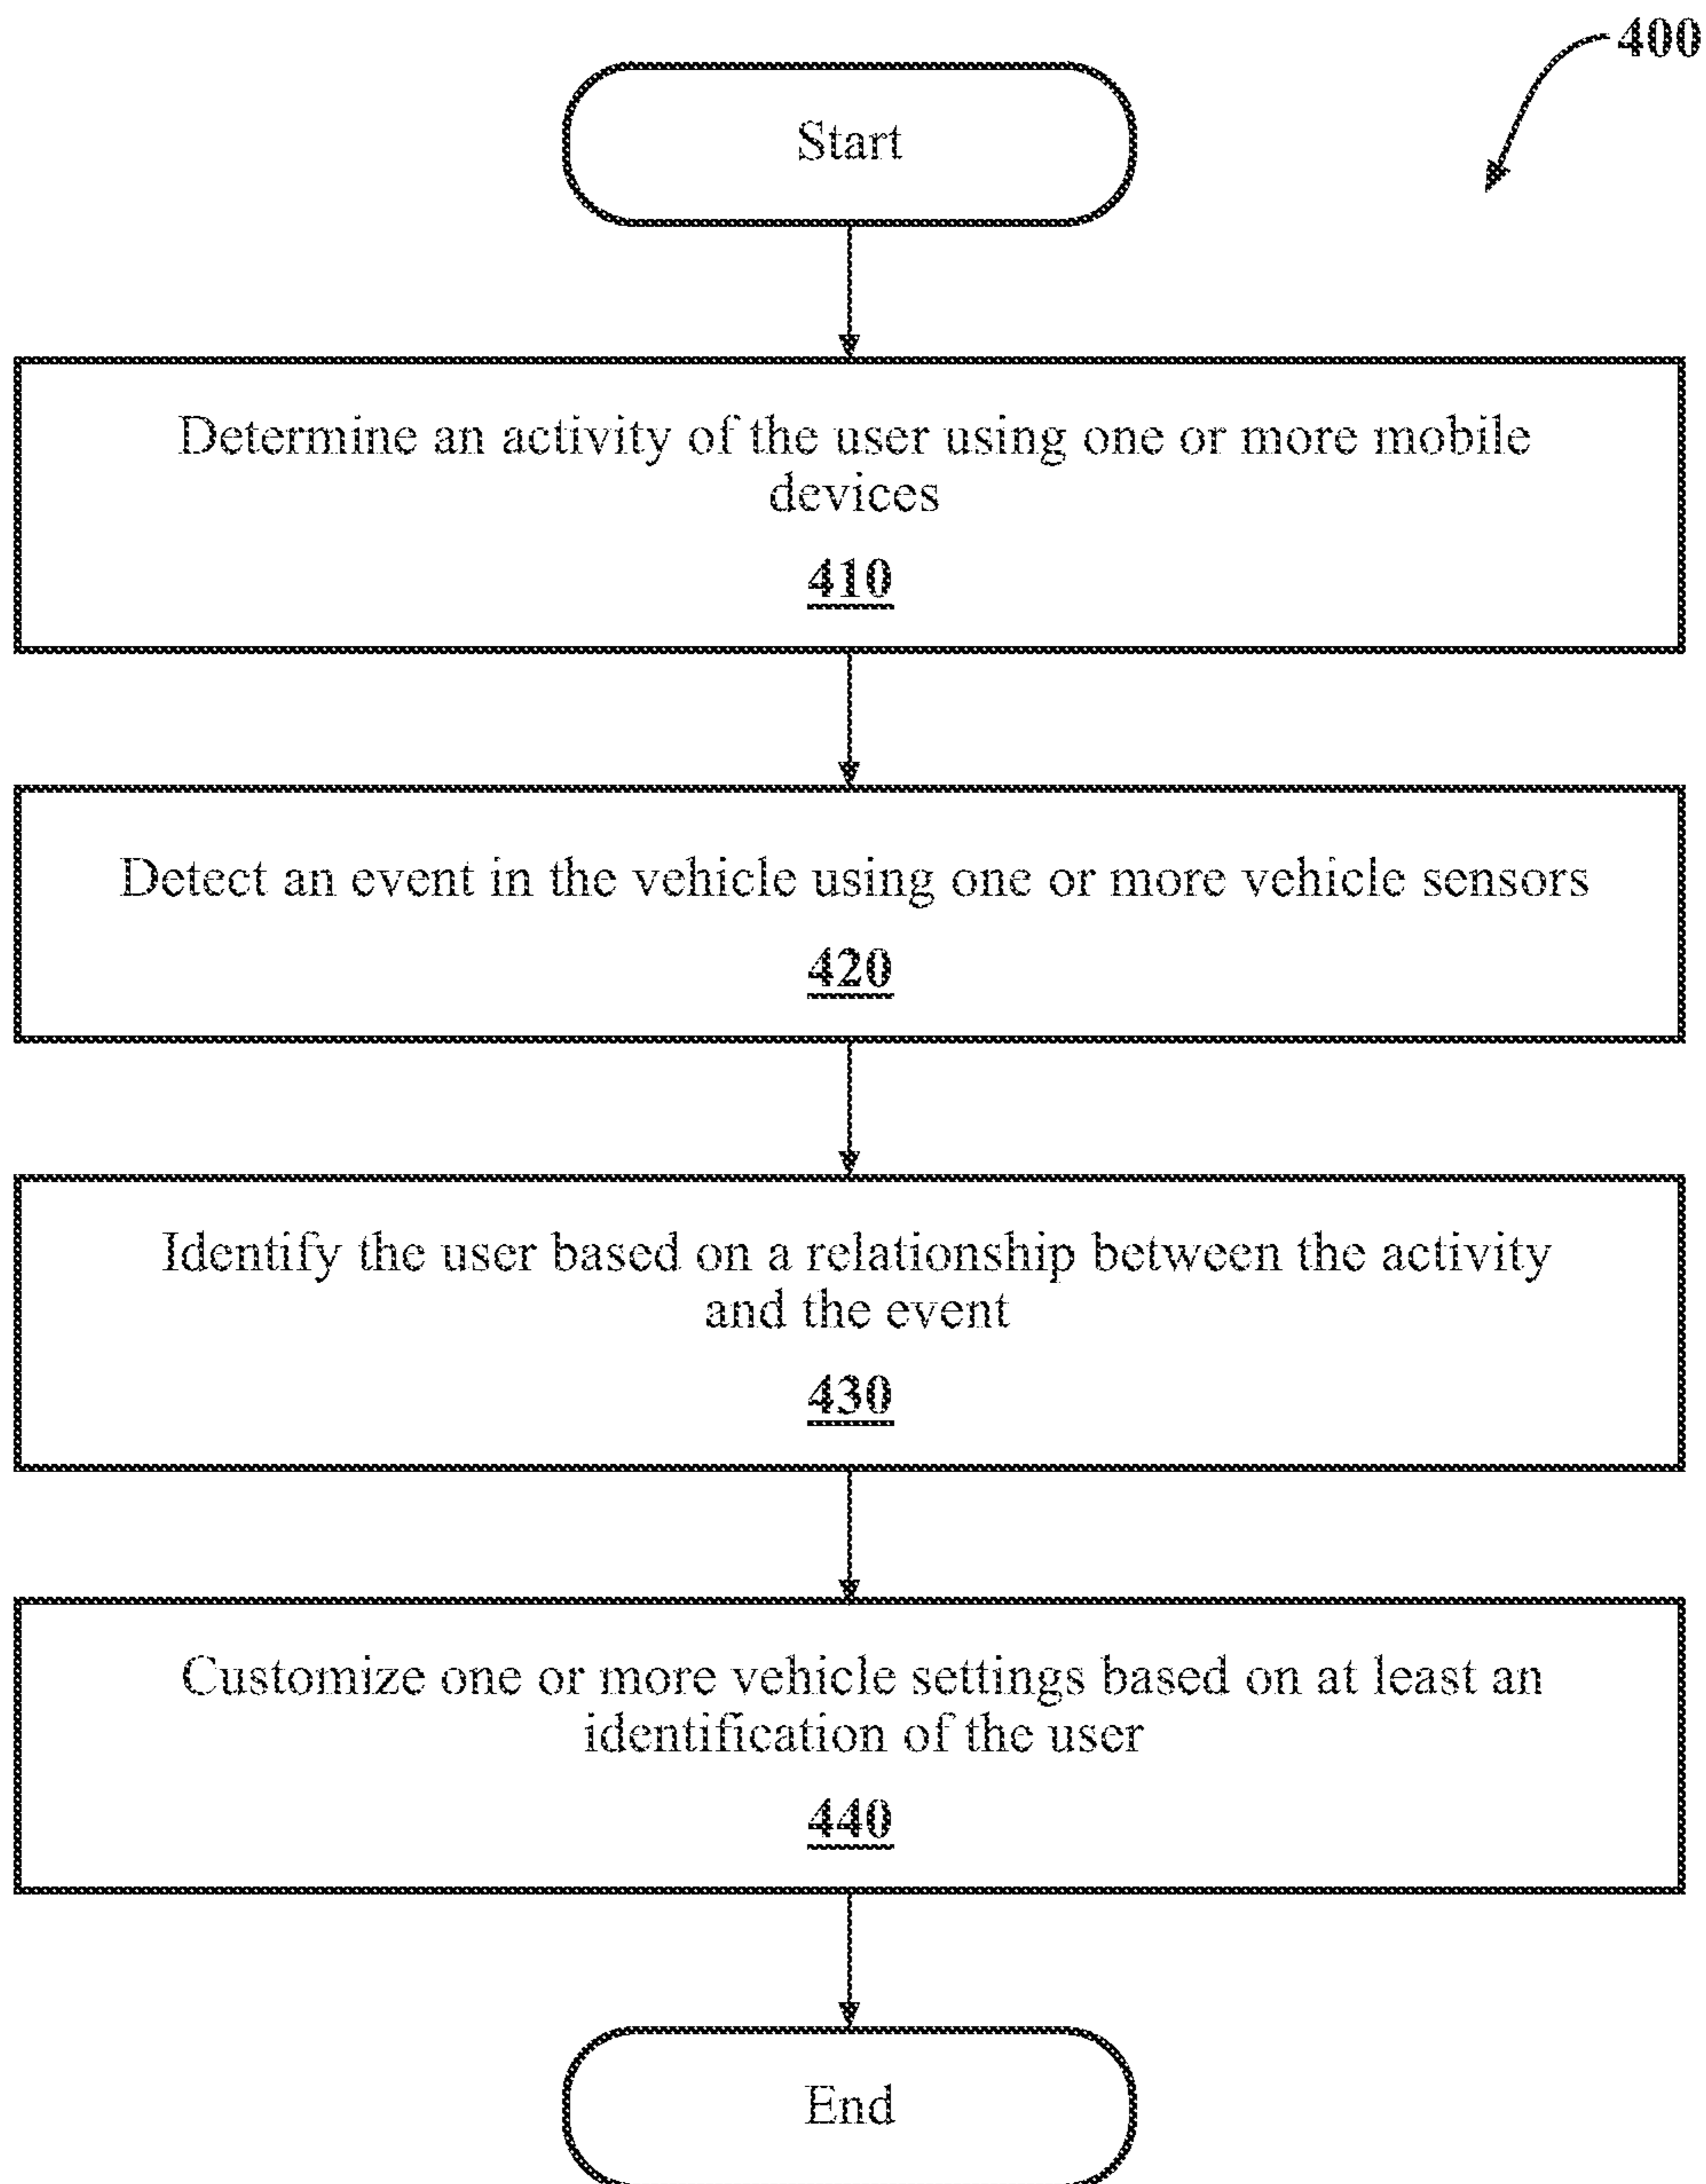 400
Start
Determine an activity of the user using one or more mobile
devices
410
Detect an event in the vehicle using one or more vehicle sensors
420
Identify the user based on a relationship between the activity
and the event
430
Customize one or more vehicle settings based on at least an
identification of the user
440
End